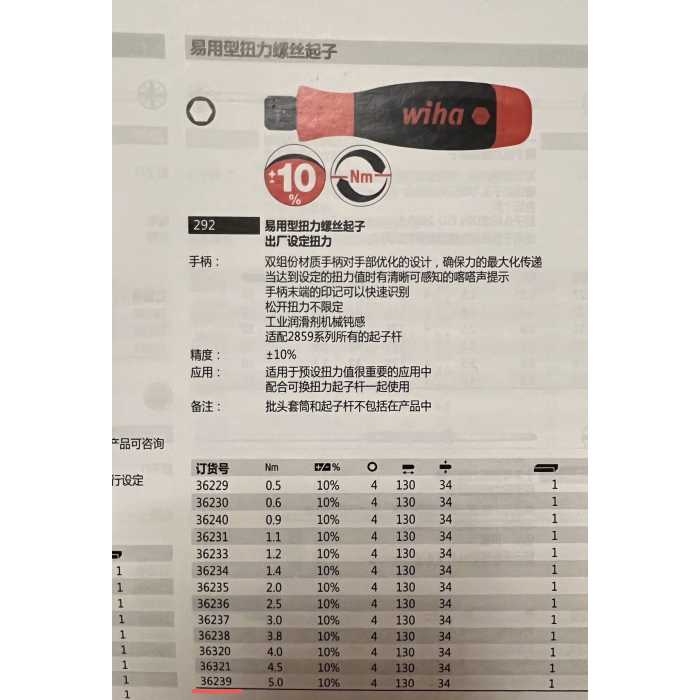 易用型扭力螺丝起子
wiha
±10
%
Nm
292
易用型扭力螺丝起子
出厂设定扭力
手柄： 双组份材质手柄对手部优化的设计，确保力的最大化传递
当达到设定的扭力值时有清晰可感知的喀嗒声提示
手柄末端的印记可以快速识别
松开扭力不限定
工业润滑剂机械钝感
适配2859系列所有的起子杆
精度： ±10%
应用： 适用于预设扭力值很重要的应用中
配合可换扭力起子杆一起使用
备注： 批头套筒和起子杆不包括在产品中
产品可咨询
行设定
订货号 Nm %
36229 0.5 10% 4 130 34 1
36230 0.6 10% 4 130 34 1
36240 0.9 10% 4 130 34 1
36231 1.1 10% 4 130 34 1
36233 1.2 10% 4 130 34 1
36234 1.4 10% 4 130 34 1
36235 2.0 10% 4 130 34 1
36236 2.5 10% 4 130 34 1
36237 3.0 10% 4 130 34 1
36238 3.8 10% 4 130 34 1
36320 4.0 10% 4 130 34 1
36321 4.5 10% 4 130 34 1
36239 5.0 10% 4 130 34 1
1
1
1
1
1
1
1
1
1